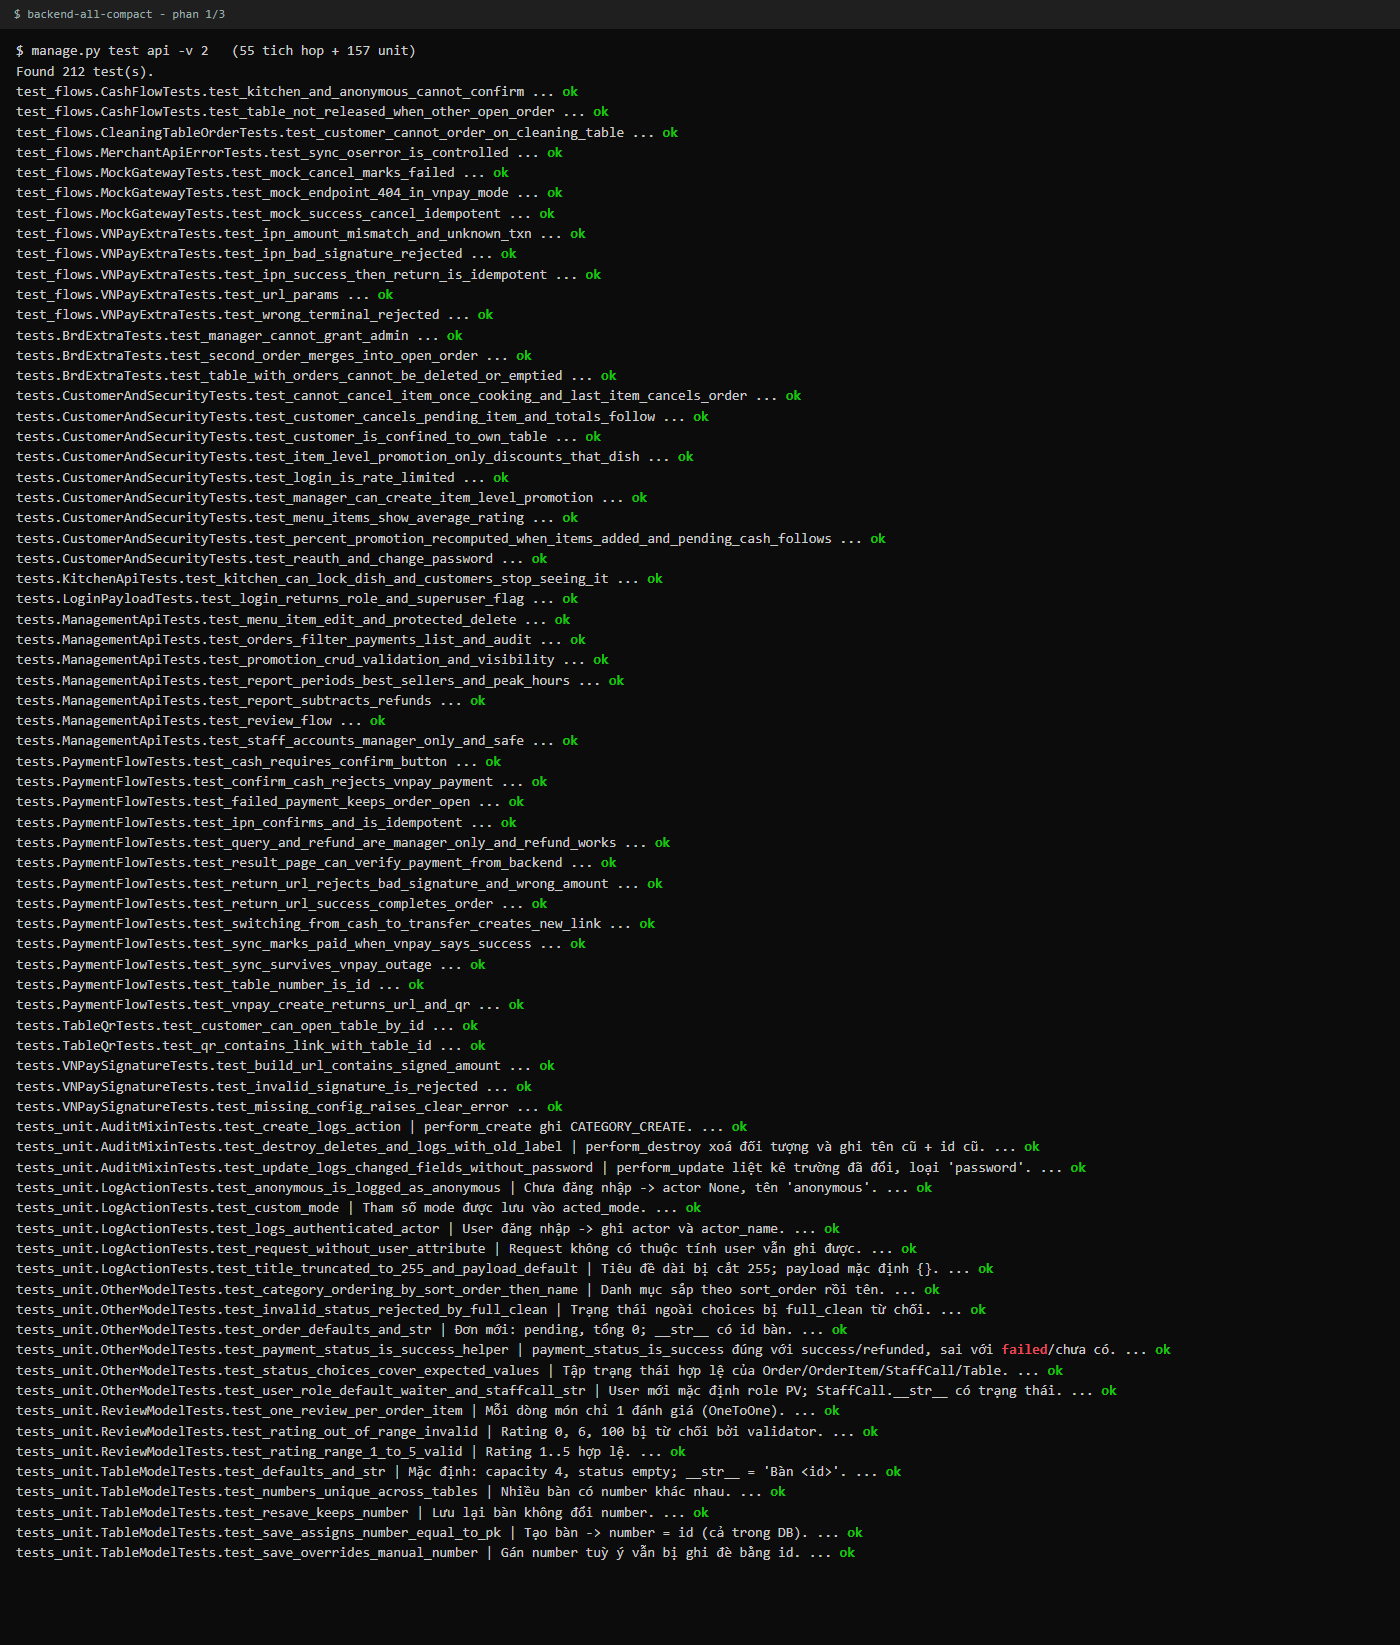 $ backend-all-compact - phan 1/3
$ manage.py test api -v 2   (55 tich hop + 157 unit)
Found 212 test(s).
test_flows.CashFlowTests.test_kitchen_and_anonymous_cannot_confirm ... ok
test_flows.CashFlowTests.test_table_not_released_when_other_open_order ... ok
test_flows.CleaningTableOrderTests.test_customer_cannot_order_on_cleaning_table ... ok
test_flows.MerchantApiErrorTests.test_sync_oserror_is_controlled ... ok
test_flows.MockGatewayTests.test_mock_cancel_marks_failed ... ok
test_flows.MockGatewayTests.test_mock_endpoint_404_in_vnpay_mode ... ok
test_flows.MockGatewayTests.test_mock_success_cancel_idempotent ... ok
test_flows.VNPayExtraTests.test_ipn_amount_mismatch_and_unknown_txn ... ok
test_flows.VNPayExtraTests.test_ipn_bad_signature_rejected ... ok
test_flows.VNPayExtraTests.test_ipn_success_then_return_is_idempotent ... ok
test_flows.VNPayExtraTests.test_url_params ... ok
test_flows.VNPayExtraTests.test_wrong_terminal_rejected ... ok
tests.BrdExtraTests.test_manager_cannot_grant_admin ... ok
tests.BrdExtraTests.test_second_order_merges_into_open_order ... ok
tests.BrdExtraTests.test_table_with_orders_cannot_be_deleted_or_emptied ... ok
tests.CustomerAndSecurityTests.test_cannot_cancel_item_once_cooking_and_last_item_cancels_order ... ok
tests.CustomerAndSecurityTests.test_customer_cancels_pending_item_and_totals_follow ... ok
tests.CustomerAndSecurityTests.test_customer_is_confined_to_own_table ... ok
tests.CustomerAndSecurityTests.test_item_level_promotion_only_discounts_that_dish ... ok
tests.CustomerAndSecurityTests.test_login_is_rate_limited ... ok
tests.CustomerAndSecurityTests.test_manager_can_create_item_level_promotion ... ok
tests.CustomerAndSecurityTests.test_menu_items_show_average_rating ... ok
tests.CustomerAndSecurityTests.test_percent_promotion_recomputed_when_items_added_and_pending_cash_follows ... ok
tests.CustomerAndSecurityTests.test_reauth_and_change_password ... ok
tests.KitchenApiTests.test_kitchen_can_lock_dish_and_customers_stop_seeing_it ... ok
tests.LoginPayloadTests.test_login_returns_role_and_superuser_flag ... ok
tests.ManagementApiTests.test_menu_item_edit_and_protected_delete ... ok
tests.ManagementApiTests.test_orders_filter_payments_list_and_audit ... ok
tests.ManagementApiTests.test_promotion_crud_validation_and_visibility ... ok
tests.ManagementApiTests.test_report_periods_best_sellers_and_peak_hours ... ok
tests.ManagementApiTests.test_report_subtracts_refunds ... ok
tests.ManagementApiTests.test_review_flow ... ok
tests.ManagementApiTests.test_staff_accounts_manager_only_and_safe ... ok
tests.PaymentFlowTests.test_cash_requires_confirm_button ... ok
tests.PaymentFlowTests.test_confirm_cash_rejects_vnpay_payment ... ok
tests.PaymentFlowTests.test_failed_payment_keeps_order_open ... ok
tests.PaymentFlowTests.test_ipn_confirms_and_is_idempotent ... ok
tests.PaymentFlowTests.test_query_and_refund_are_manager_only_and_refund_works ... ok
tests.PaymentFlowTests.test_result_page_can_verify_payment_from_backend ... ok
tests.PaymentFlowTests.test_return_url_rejects_bad_signature_and_wrong_amount ... ok
tests.PaymentFlowTests.test_return_url_success_completes_order ... ok
tests.PaymentFlowTests.test_switching_from_cash_to_transfer_creates_new_link ... ok
tests.PaymentFlowTests.test_sync_marks_paid_when_vnpay_says_success ... ok
tests.PaymentFlowTests.test_sync_survives_vnpay_outage ... ok
tests.PaymentFlowTests.test_table_number_is_id ... ok
tests.PaymentFlowTests.test_vnpay_create_returns_url_and_qr ... ok
tests.TableQrTests.test_customer_can_open_table_by_id ... ok
tests.TableQrTests.test_qr_contains_link_with_table_id ... ok
tests.VNPaySignatureTests.test_build_url_contains_signed_amount ... ok
tests.VNPaySignatureTests.test_invalid_signature_is_rejected ... ok
tests.VNPaySignatureTests.test_missing_config_raises_clear_error ... ok
tests_unit.AuditMixinTests.test_create_logs_action | perform_create ghi CATEGORY_CREATE. ... ok
tests_unit.AuditMixinTests.test_destroy_deletes_and_logs_with_old_label | perform_destroy xoá đối tượng và ghi tên cũ + id cũ. ... ok
tests_unit.AuditMixinTests.test_update_logs_changed_fields_without_password | perform_update liệt kê trường đã đổi, loại 'password'. ... ok
tests_unit.LogActionTests.test_anonymous_is_logged_as_anonymous | Chưa đăng nhập -> actor None, tên 'anonymous'. ... ok
tests_unit.LogActionTests.test_custom_mode | Tham số mode được lưu vào acted_mode. ... ok
tests_unit.LogActionTests.test_logs_authenticated_actor | User đăng nhập -> ghi actor và actor_name. ... ok
tests_unit.LogActionTests.test_request_without_user_attribute | Request không có thuộc tính user vẫn ghi được. ... ok
tests_unit.LogActionTests.test_title_truncated_to_255_and_payload_default | Tiêu đề dài bị cắt 255; payload mặc định {}. ... ok
tests_unit.OtherModelTests.test_category_ordering_by_sort_order_then_name | Danh mục sắp theo sort_order rồi tên. ... ok
tests_unit.OtherModelTests.test_invalid_status_rejected_by_full_clean | Trạng thái ngoài choices bị full_clean từ chối. ... ok
tests_unit.OtherModelTests.test_order_defaults_and_str | Đơn mới: pending, tổng 0; __str__ có id bàn. ... ok
tests_unit.OtherModelTests.test_payment_status_is_success_helper | payment_status_is_success đúng với success/refunded, sai với failed/chưa có. ... ok
tests_unit.OtherModelTests.test_status_choices_cover_expected_values | Tập trạng thái hợp lệ của Order/OrderItem/StaffCall/Table. ... ok
tests_unit.OtherModelTests.test_user_role_default_waiter_and_staffcall_str | User mới mặc định role PV; StaffCall.__str__ có trạng thái. ... ok
tests_unit.ReviewModelTests.test_one_review_per_order_item | Mỗi dòng món chỉ 1 đánh giá (OneToOne). ... ok
tests_unit.ReviewModelTests.test_rating_out_of_range_invalid | Rating 0, 6, 100 bị từ chối bởi validator. ... ok
tests_unit.ReviewModelTests.test_rating_range_1_to_5_valid | Rating 1..5 hợp lệ. ... ok
tests_unit.TableModelTests.test_defaults_and_str | Mặc định: capacity 4, status empty; __str__ = 'Bàn <id>'. ... ok
tests_unit.TableModelTests.test_numbers_unique_across_tables | Nhiều bàn có number khác nhau. ... ok
tests_unit.TableModelTests.test_resave_keeps_number | Lưu lại bàn không đổi number. ... ok
tests_unit.TableModelTests.test_save_assigns_number_equal_to_pk | Tạo bàn -> number = id (cả trong DB). ... ok
tests_unit.TableModelTests.test_save_overrides_manual_number | Gán number tuỳ ý vẫn bị ghi đè bằng id. ... ok